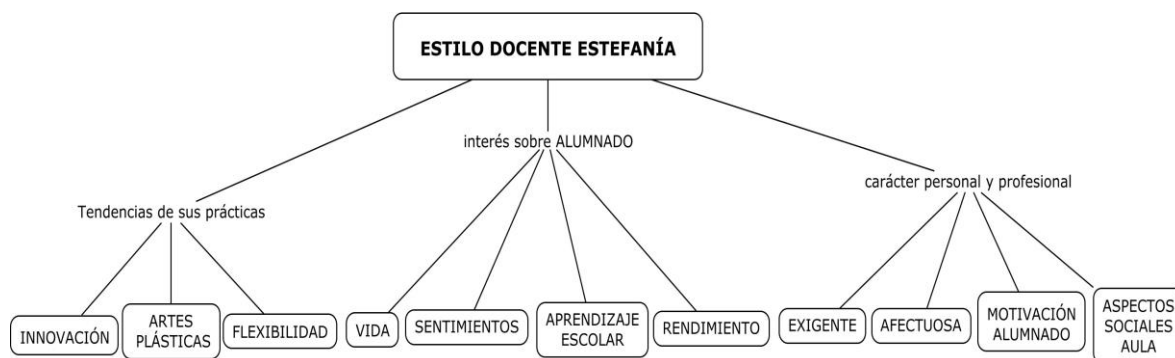 ESTILO DOCENTE ESTEFANÍA
interés sobre ALUMNADO
carácter personal y profesional
Tendencias de sus prácticas
INNOVACIÓN
ARTES
PLÁSTICAS
FLEXIBILIDAD
VIDA
SENTIMIENTOS
APRENDIZAJE
ESCOLAR
RENDIMIENTO
EXIGENTE
AFECTUOSA
MOTIVACIÓN
ALUMNADO
ASPECTOS
SOCIALES
AULA